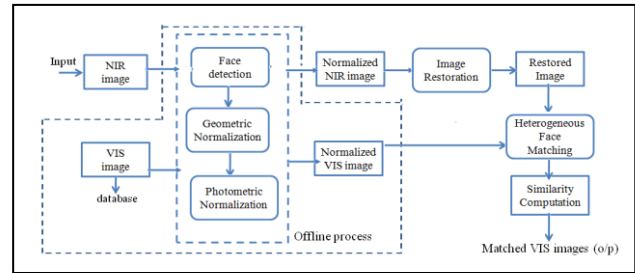 Input
NIR
image
Face
detection
Geometric
Normalization
Photometric
Normalization
VIS
image
database
Offline process
Normalized
NIR image
Normalized
VIS image
Image
Restoration
Restored
Image
Heterogeneous
Face
Matching
Similarity
Computation
Matched VIS images (o/p)